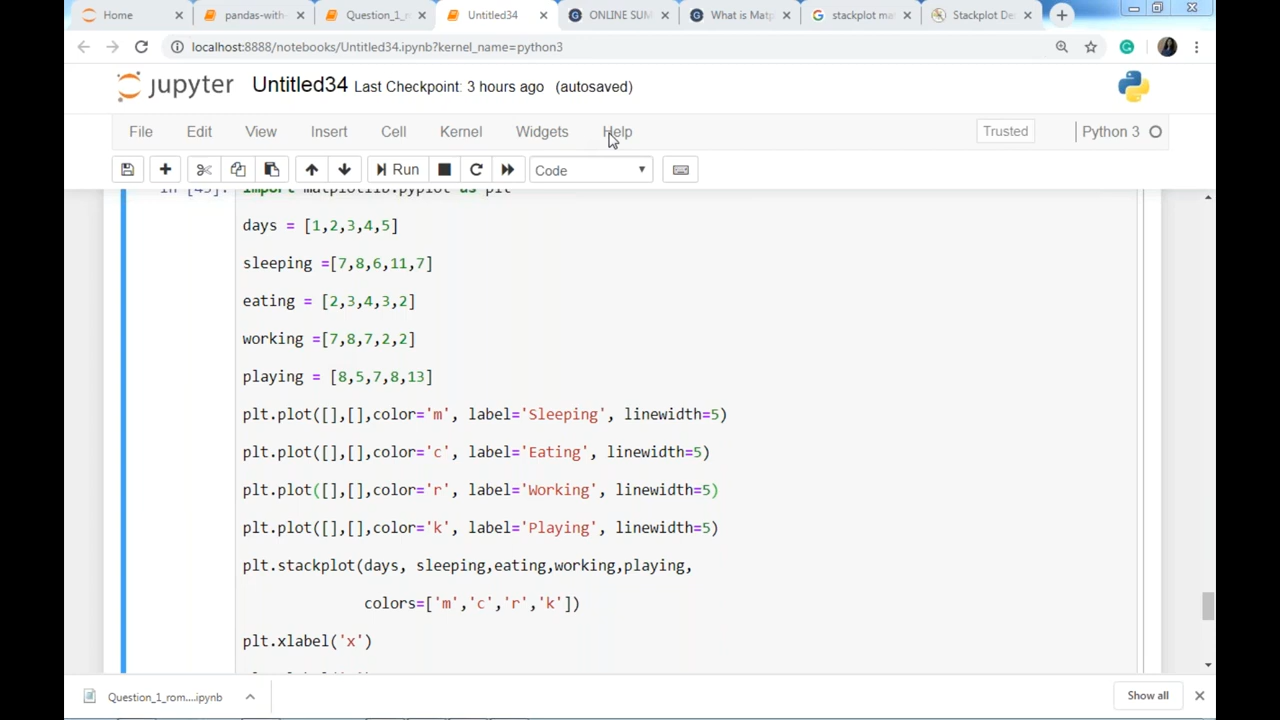 Home
pandas-with-
Question_1_r
Untitled34
ONLINE SUM
What is Matp
stackplot ma
Stackplot De
localhost:8888/notebooks/Untitled34.ipynb?kernel_name=python3
jupyter Untitled34 Last Checkpoint: 3 hours ago (autosaved)
File Edit View Insert Cell Kernel Widgets Help Trusted | Python 3
Run Code
import matplotlib.pyplot as plt
days = [1,2,3,4,5]
sleeping =[7,8,6,11,7]
eating = [2,3,4,3,2]
working =[7,8,7,2,2]
playing = [8,5,7,8,13]
plt.plot([],[],color='m', label='Sleeping', linewidth=5)
plt.plot([],[],color='c', label='Eating', linewidth=5)
plt.plot([],[],color='r', label='Working', linewidth=5)
plt.plot([],[],color='k', label='Playing', linewidth=5)
plt.stackplot(days, sleeping,eating,working,playing,
colors=['m','c','r','k'])
plt.xlabel('x')
Question_1_rom....ipynb
Show all